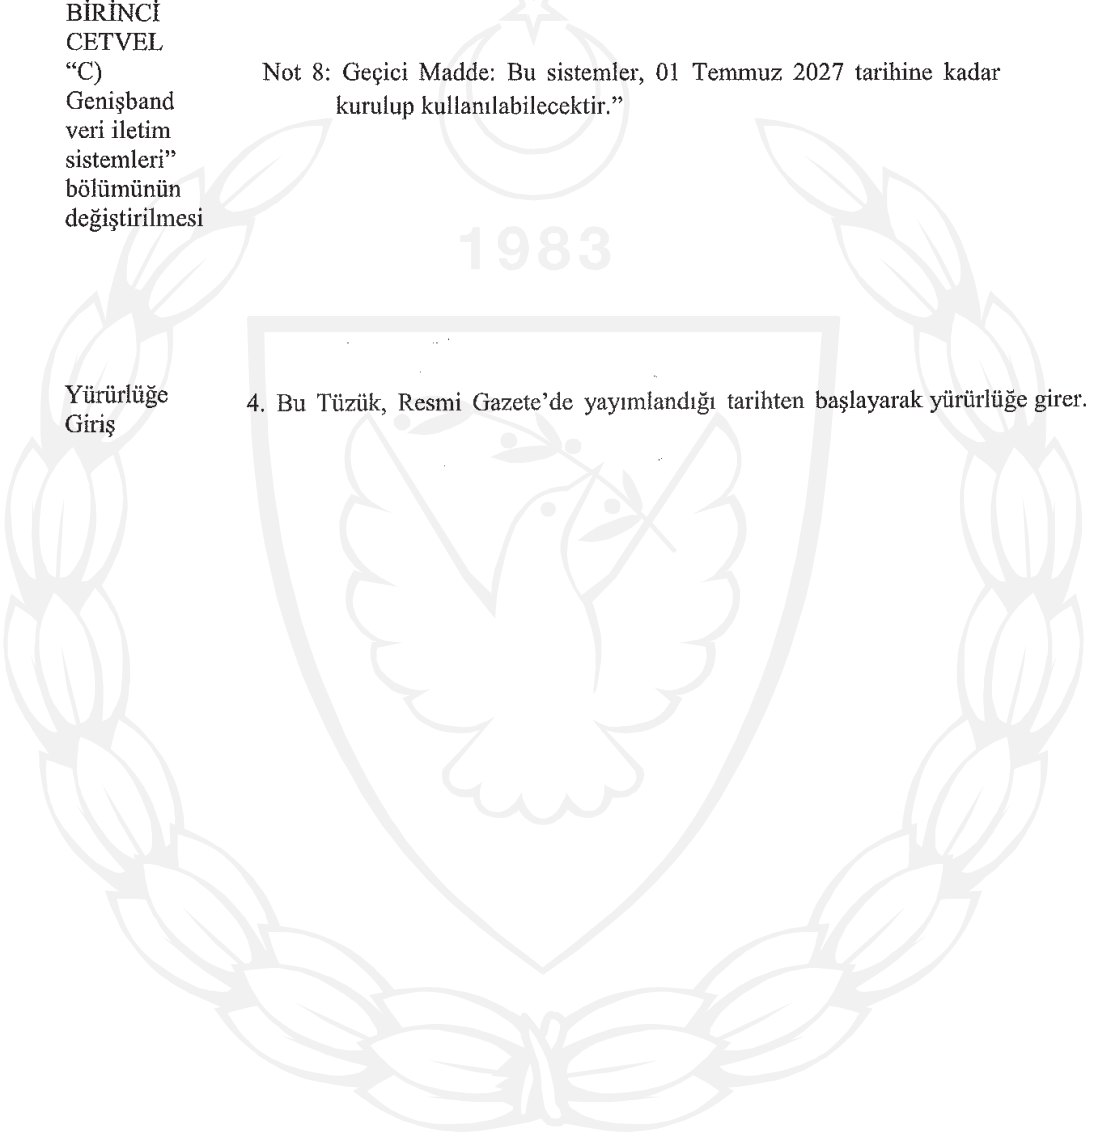 BİRİNCİ
CETVEL
“C)
Genişband
veri iletim
sistemleri”
bölümünün
değiştirilmesi
Not 8: Geçici Madde: Bu sistemler, 01 Temmuz 2027 tarihine kadar
kurulup kullanılabilecektir.”
1983
Yürürlüğe
Giriş
4. Bu Tüzük, Resmi Gazete’de yayımlandığı tarihten başlayarak yürürlüğe girer.